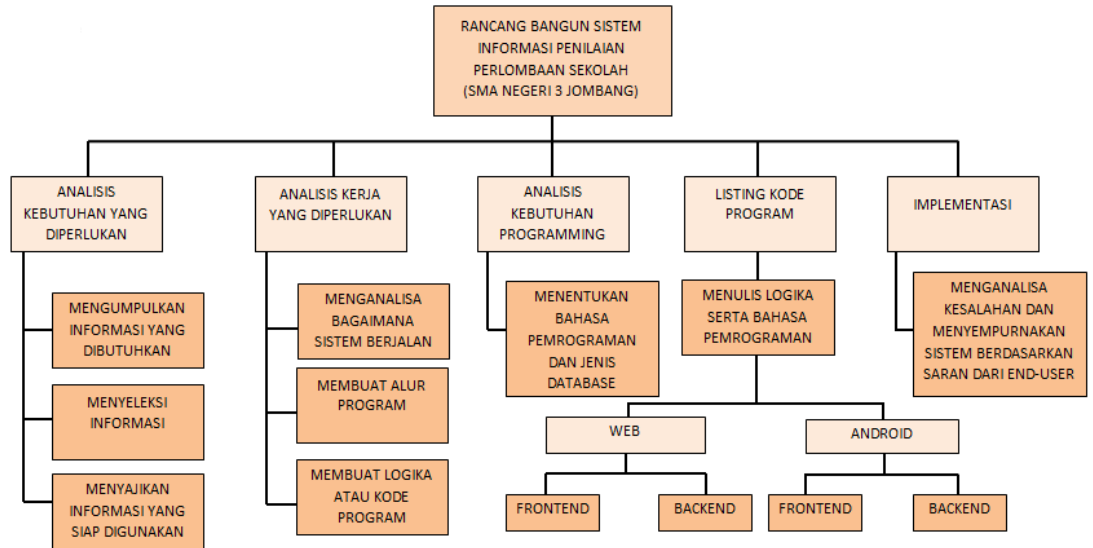 RANCANG BANGUN SISTEM
INFORMASI PENILAIAN
PERLOMBAAN SEKOLAH
(SMA NEGERI 3 JOMBANG)
ANALISIS
KEBUTUHAN YANG
DIPERLUKAN
ANALISIS KERJA
YANG DIPERLUKAN
ANALISIS
KEBUTUHAN
PROGRAMMING
LISTING KODE
PROGRAM
IMPLEMENTASI
MENGUMPULKAN
INFORMASI YANG
DIBUTUHKAN
MENYELEKSI
INFORMASI
MENYAJIKAN
INFORMASI YANG
SIAP DIGUNAKAN
MENGANALISA
BAGAIMANA
SISTEM BERJALAN
MEMBUAT ALUR
PROGRAM
MEMBUAT LOGIKA
ATAU KODE
PROGRAM
MENENTUKAN
BAHASA
PEMROGRAMAN
DAN JENIS
DATABASE
MENULIS LOGIKA
SERTA BAHASA
PEMROGRAMAN
WEB
FRONTEND
BACKEND
ANDROID
FRONTEND
BACKEND
MENGANALISA
KESALAHAN DAN
MENYEMPURNAKAN
SISTEM BERDASARKAN
SARAN DARI END-USER